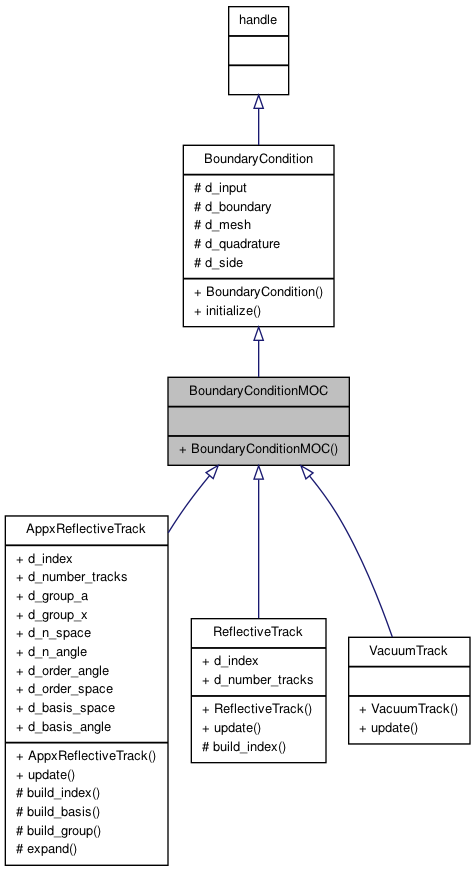 handle
BoundaryCondition
# d_input
# d_boundary
# d_mesh
# d_quadrature
# d_side
+ BoundaryCondition()
+ initialize()
BoundaryConditionMOC
+ BoundaryConditionMOC()
AppxReflectiveTrack
+ d_index
+ d_number_tracks
+ d_group_a
+ d_group_x
+ d_n_space
+ d_n_angle
+ d_order_angle
+ d_order_space
+ d_basis_space
+ d_basis_angle
+ AppxReflectiveTrack()
+ update()
# build_index()
# build_basis()
# build_group()
# expand()
ReflectiveTrack
+ d_index
+ d_number_tracks
+ ReflectiveTrack()
+ update()
# build_index()
VacuumTrack
+ VacuumTrack()
+ update()